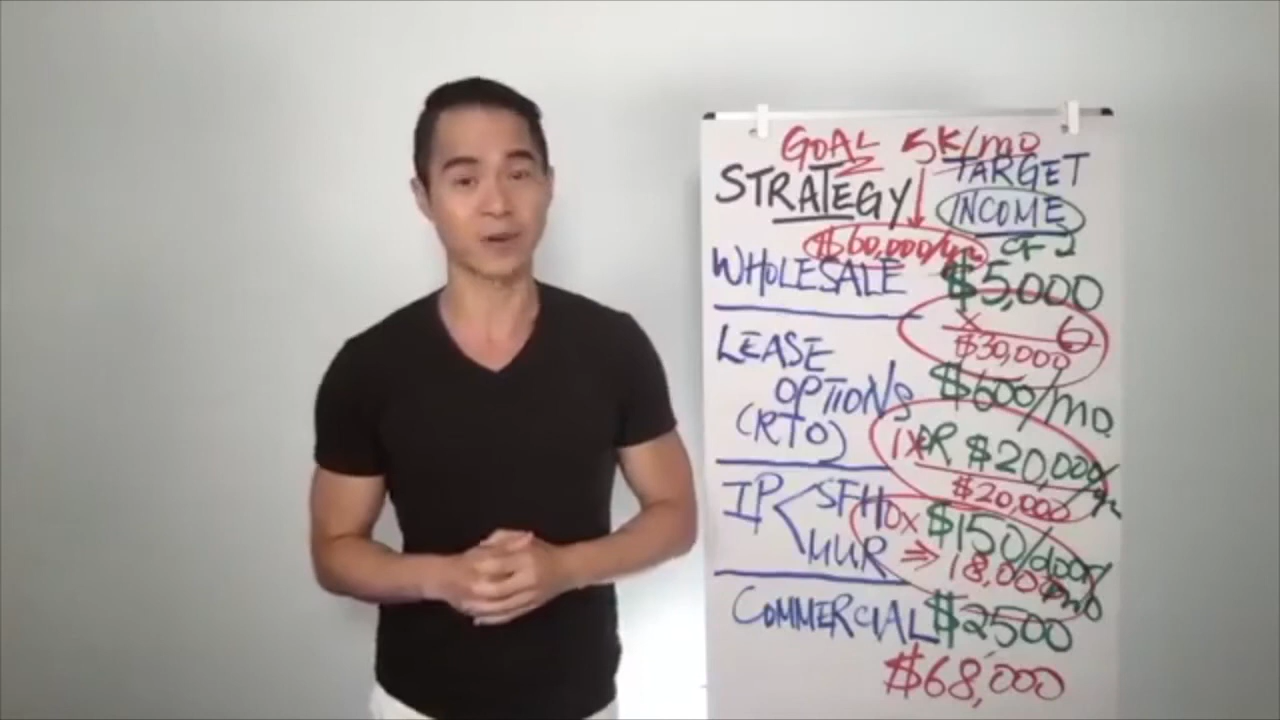 GOAL 5K/mo
STRATEGY TARGET
INCOME
$60,000/yr CF
WHOLESALE $5,000
x 6
$30,000
LEASE
OPTIONS $600/mo
(RTO) 1X OR $20,000/yr
$20,000
IP SFH 10X $150/door/mo
MUR 18,000
COMMERCIAL $2500
$68,000